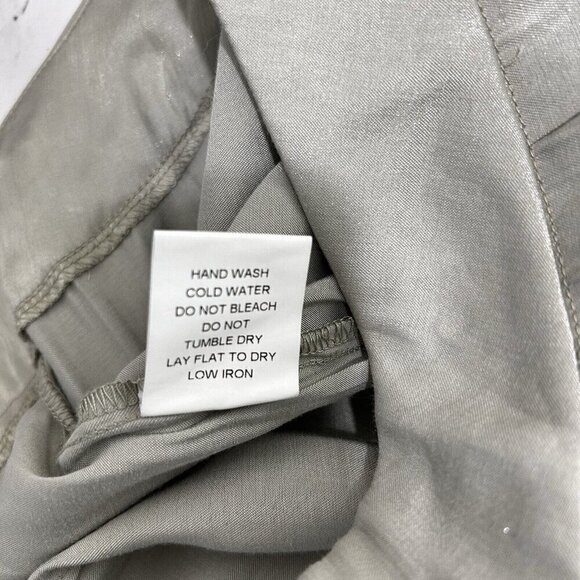 HAND WASH
COLD WATER
DO NOT BLEACH
DO NOT
TUMBLE DRY
LAY FLAT TO DRY
LOW IRON